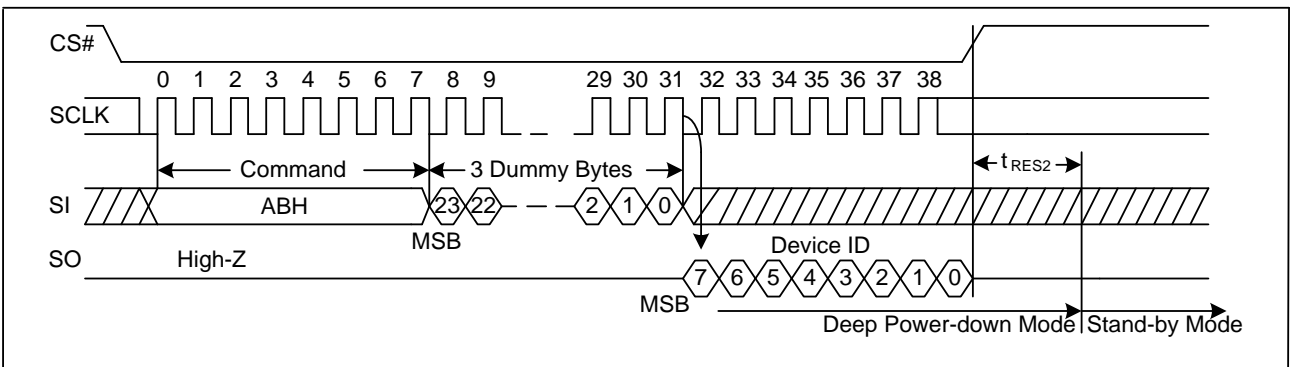 CS#
0 1 2 3 4 5 6 7 8 9 29 30 31 32 33 34 35 36 37 38
SCLK
Command 3 Dummy Bytes tRES2
SI ABH 23 22 2 1 0
MSB
SO High-Z Device ID
7 6 5 4 3 2 1 0
MSB
Deep Power-down Mode Stand-by Mode